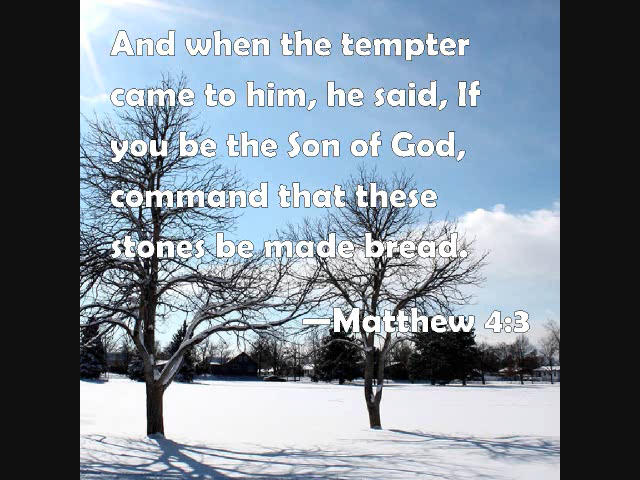 And when the tempter
came to him, he said, If
you be the Son of God,
command that these
stones be made bread.
—Matthew 4:3